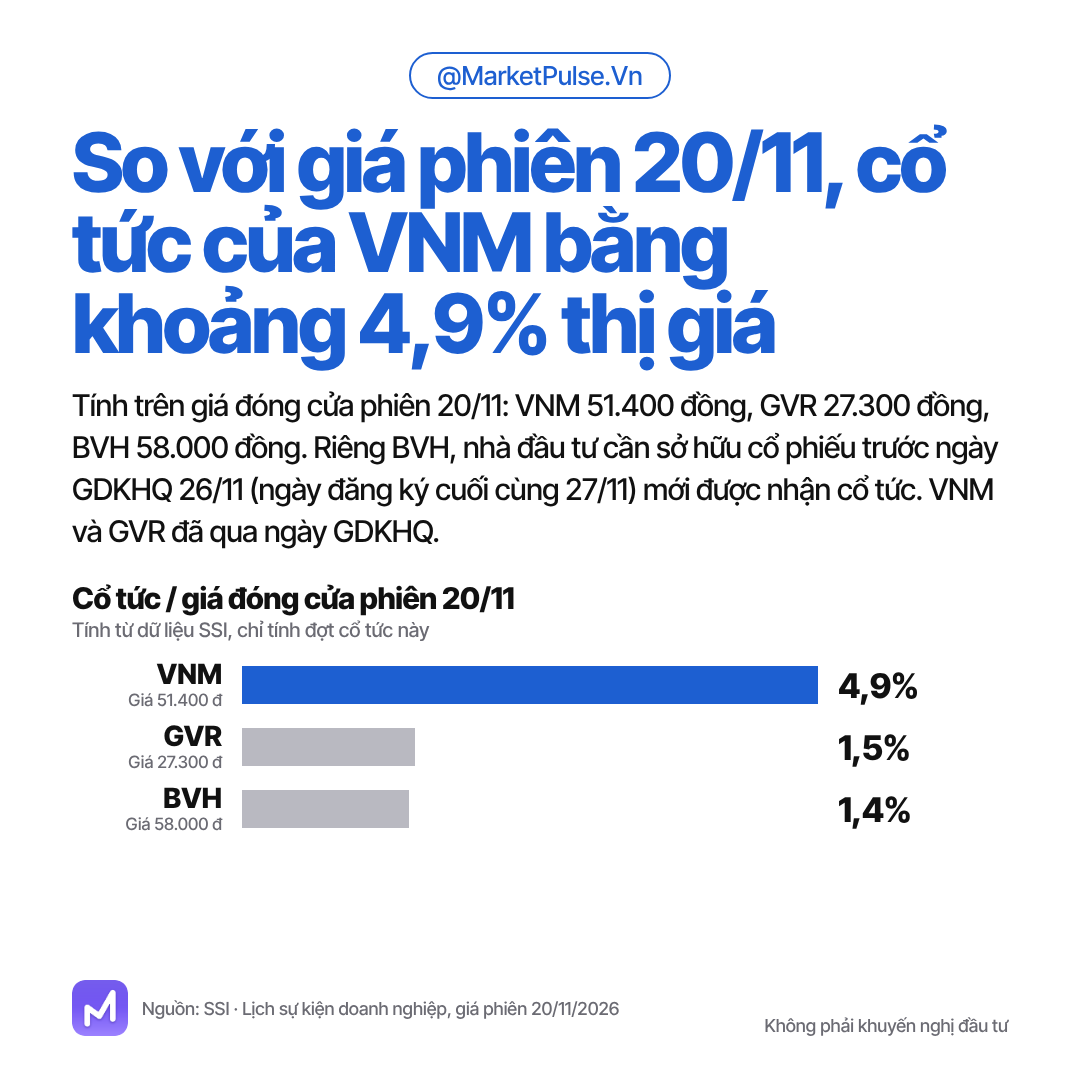 @MarketPulse.Vn
So với giá phiên 20/11, cổ
tức của VNM bằng
khoảng 4,9% thị giá
Tính trên giá đóng cửa phiên 20/11: VNM 51.400 đồng, GVR 27.300 đồng,
BVH 58.000 đồng. Riêng BVH, nhà đầu tư cần sở hữu cổ phiếu trước ngày
GDKHQ 26/11 (ngày đăng ký cuối cùng 27/11) mới được nhận cổ tức. VNM
và GVR đã qua ngày GDKHQ.
Cổ tức / giá đóng cửa phiên 20/11
Tính từ dữ liệu SSI, chỉ tính đợt cổ tức này
VNM
Giá 51.400 đ
4,9%
GVR
Giá 27.300 đ
1,5%
BVH
Giá 58.000 đ
1,4%
Nguồn: SSI · Lịch sự kiện doanh nghiệp, giá phiên 20/11/2026
Không phải khuyến nghị đầu tư